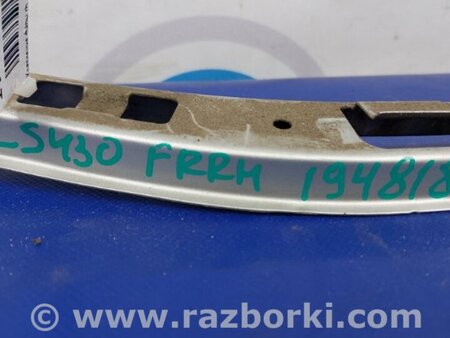 LS430 FRRH 1948/8
© www.razborki.com